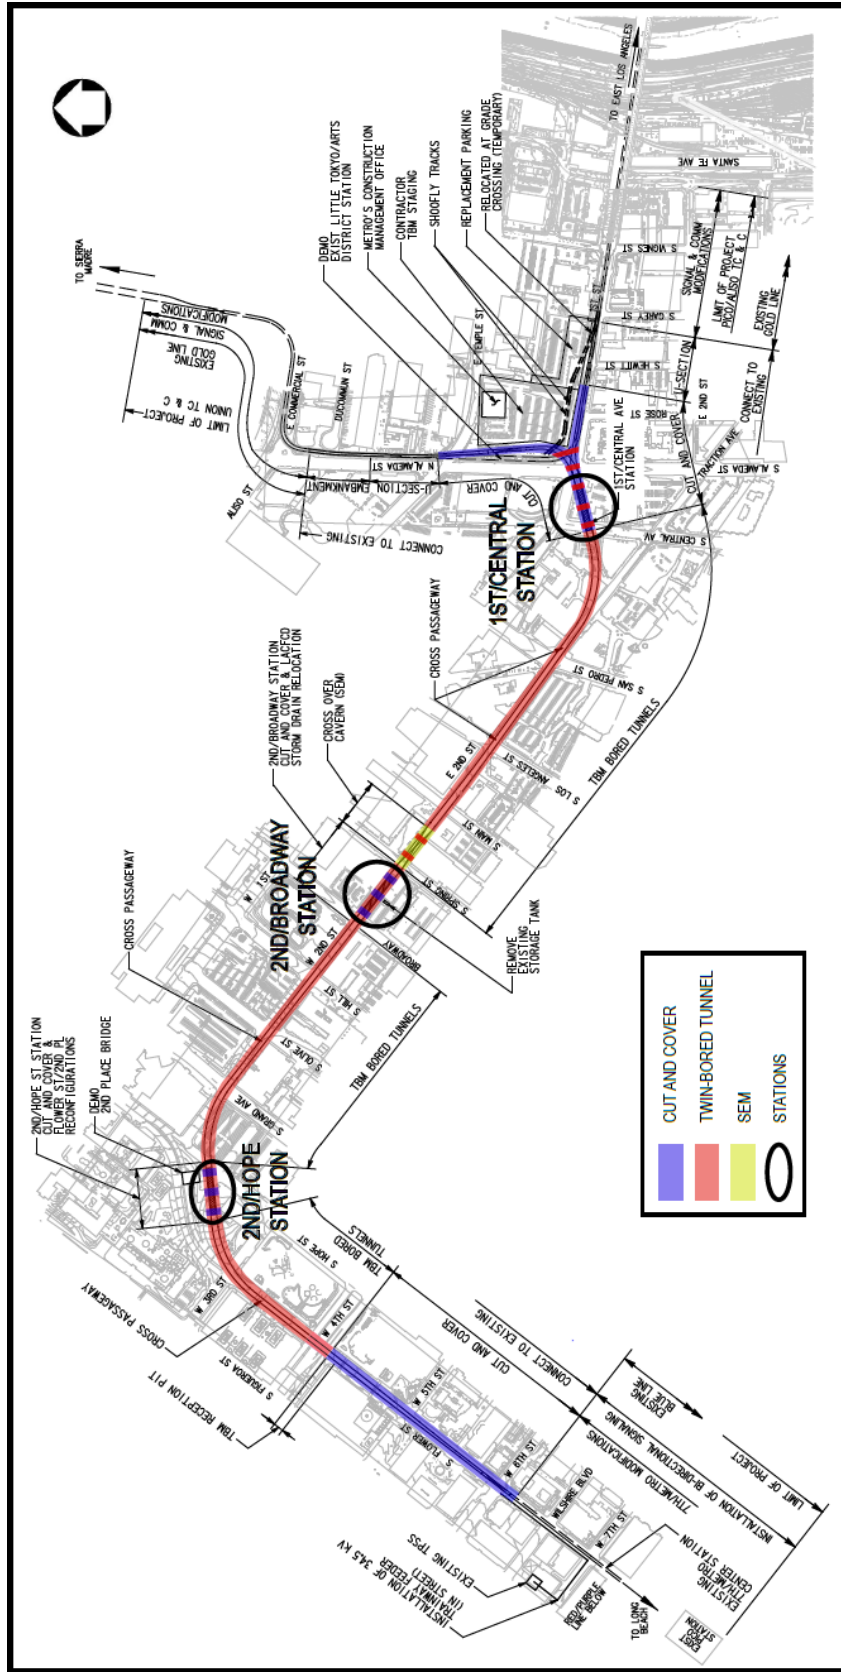 TO EAST LOS ANGELES
SANTA FE AVE
REPLACEMENT PARKING
RELOCATED AT GRADE
CROSSING (TEMPORARY)
SHOOFLY TRACKS
CONTRACTOR
TBM STAGING
METRO'S CONSTRUCTION
MANAGEMENT OFFICE
DEMO
EXIST LITTLE TOKYO/ARTS
DISTRICT STATION
TO SIERRA
MADRE
SIGNAL & COMM
MODIFICATIONS
EXISTING
GOLD LINE
LIMIT OF PROJECT
UNION TC & C
E COMMERCIAL ST
DUCOMMUN ST
E TEMPLE ST
E 1ST ST
S VIGNES ST
S GAREY ST
S HEWITT ST
ROSE ST
E 2ND ST
TRACTION AVE
S ALAMEDA ST
S CENTRAL AV
SIGNAL & COMM
MODIFICATIONS
LIMIT OF PROJECT
PICO/ALISO TC & C
EXISTING
GOLD LINE
U-SECTION
CONNECT TO
EXISTING
CUT AND COVER
N ALAMEDA ST
ALISO ST
U-SECTION
EMBANKMENT
CUT AND COVER
CONNECT TO EXISTING
1ST/CENTRAL AVE
STATION
1ST/CENTRAL
STATION
CROSS PASSAGEWAY
S SAN PEDRO ST
TBM BORED TUNNELS
S LOS
ANGELES ST
E 2ND ST
S MAIN ST
S SPRING ST
2ND/BROADWAY STATION
CUT AND COVER & LACFCD
STORM DRAIN RELOCATION
CROSS OVER
CAVERN (SEM)
2ND/BROADWAY
STATION
REMOVE
EXISTING
STORAGE TANK
BROADWAY
W 1ST
W 2ND ST
S HILL ST
S OLIVE ST
S GRAND AVE
CROSS PASSAGEWAY
TBM BORED TUNNELS
2ND/HOPE ST STATION
CUT AND COVER &
FLOWER ST/2ND PL
RECONFIGURATIONS
DEMO
2ND PLACE BRIDGE
2ND/HOPE
STATION
S HOPE ST
TBM BORED
TUNNELS
W 3RD ST
W 4TH ST
CROSS PASSAGEWAY
S FIGUEROA ST
TBM RECEPTION PIT
S FLOWER ST
W 5TH ST
W 6TH ST
WILSHIRE BLVD
W 7TH ST
CUT AND COVER
CONNECT TO EXISTING
EXISTING
BLUE LINE
7TH/METRO MODIFICATIONS
INSTALLATION OF BI-DIRECTIONAL SIGNALING
LIMIT OF PROJECT
INSTALLATION OF 34.5 KV
TRAINWAY FEEDER
(IN STREET)
EXISTING TPSS
RED/PURPLE
LINE BELOW
TO LONG
BEACH
EXISTING
7TH/METRO
CENTER STATION
EXIST
PICO
STATION
CUT AND COVER
TWIN-BORED TUNNEL
SEM
STATIONS